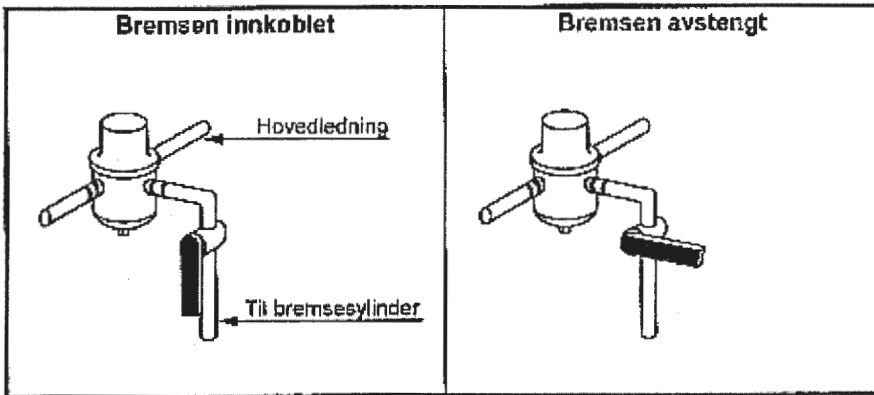 Bremsen innkoblet
Bremsen avstengt
Hovedledning
Til bremsesylinder